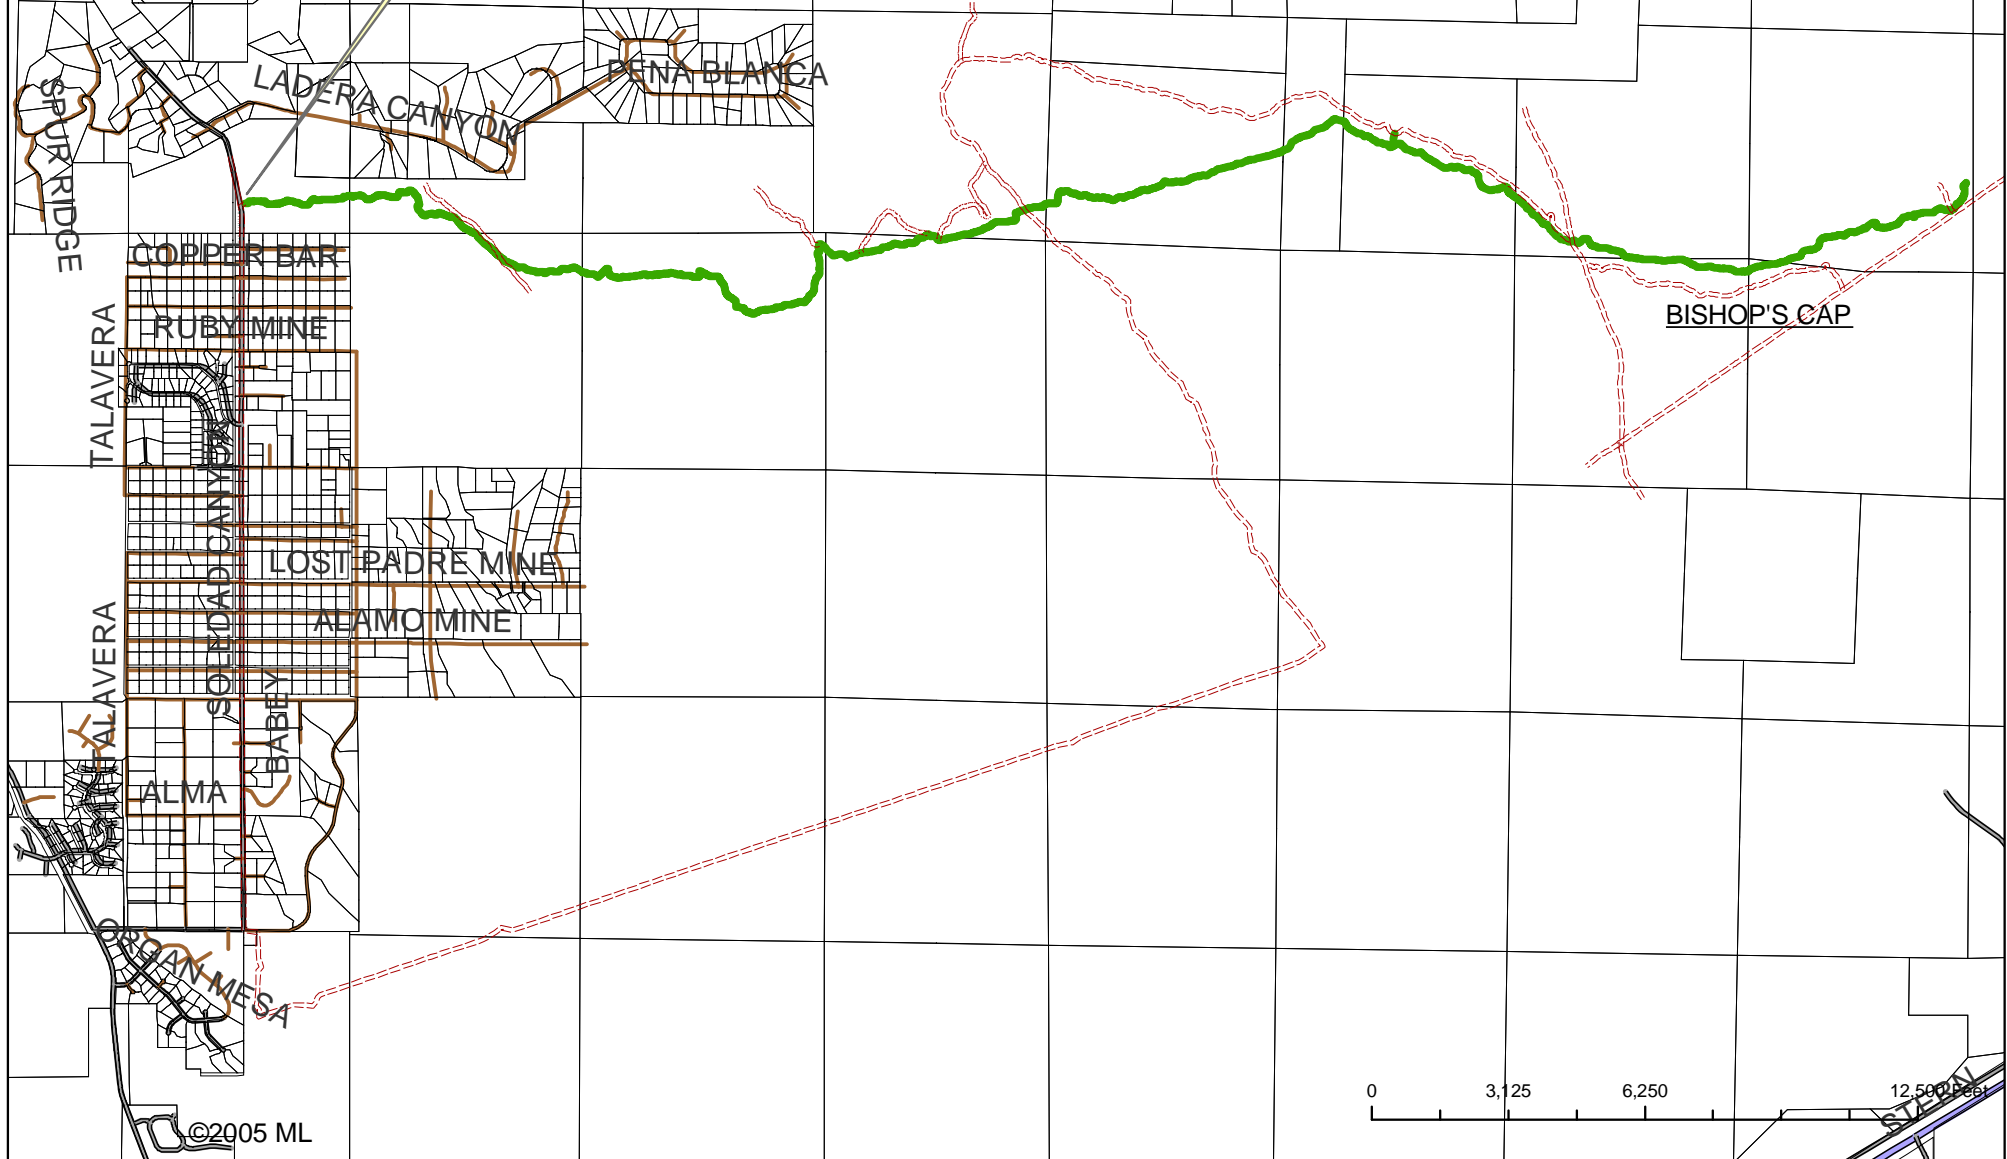 PENA BLANCA
LADERA CANYON
SPUR RIDGE
COPPER BAR
RUBY MINE
BISHOP'S CAP
TALAVERA
SOLEDAD CANYON
LOST PADRE MINE
ALAMO MINE
TALAVERA
BABEY
ALMA
ORGAN MESA
0 3,125 6,250 12,500 Feet
STERN
©2005 ML